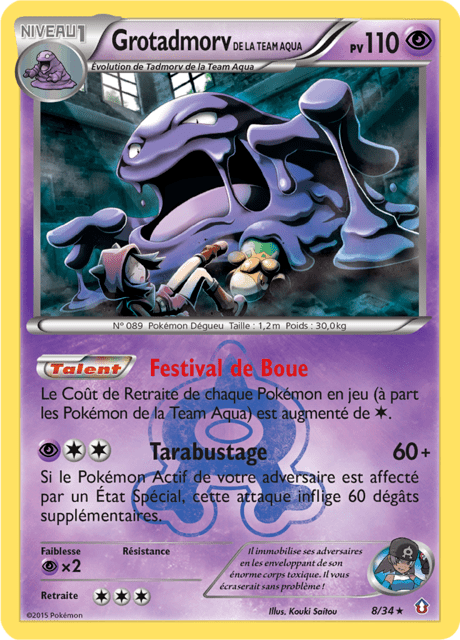 NIVEAU 1
Grotadmorv DE LA TEAM AQUA
PV 110
Évolution de Tadmorv de la Team Aqua
N° 089 Pokémon Dégueu Taille : 1,2 m Poids : 30,0 kg
Talent Festival de Boue
Le Coût de Retraite de chaque Pokémon en jeu (à part
les Pokémon de la Team Aqua) est augmenté de ✶.
Tarabustage 60+
Si le Pokémon Actif de votre adversaire est affecté
par un État Spécial, cette attaque inflige 60 dégâts
supplémentaires.
Faiblesse Résistance
×2
Retraite
Il immobilise ses adversaires
en les enveloppant de son
énorme corps toxique. Il vous
écraserait sans problème !
©2015 Pokémon
Illus. Kouki Saitou
8/34 ★